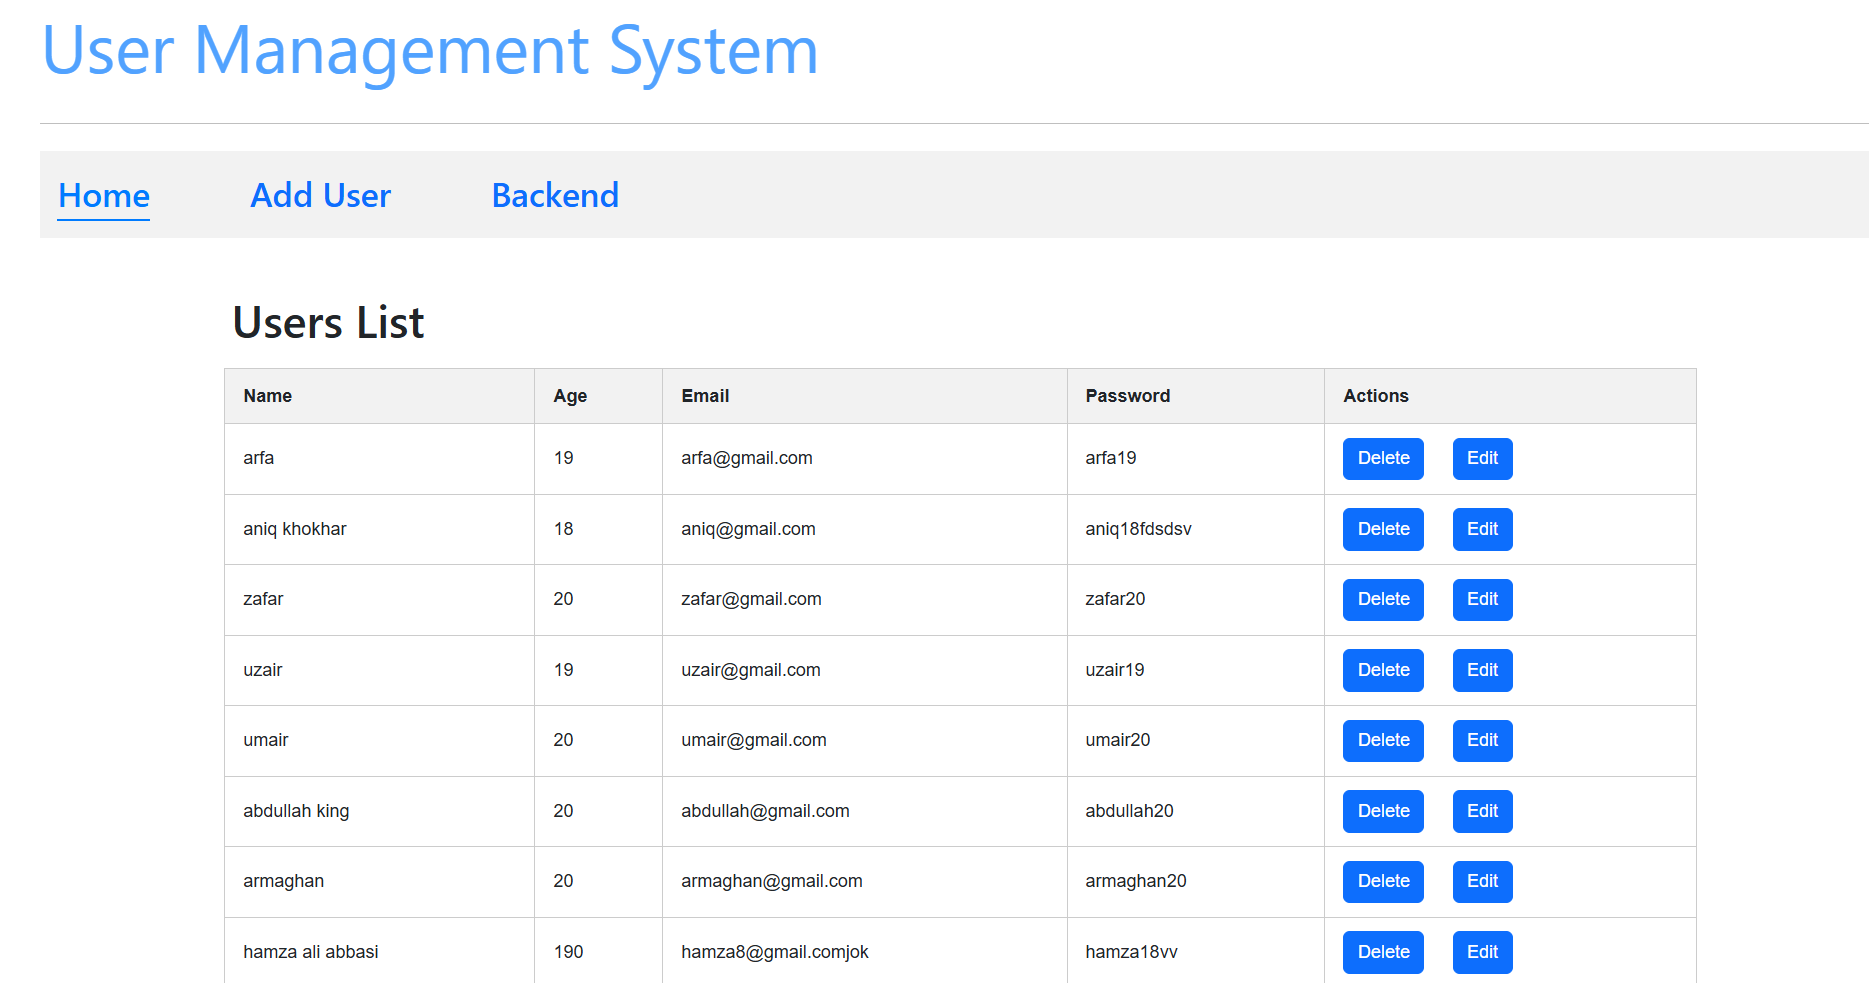 User Management System
Home Add User Backend
Users List
Name Age Email Password Actions
arfa 19 arfa@gmail.com arfa19 Delete Edit
aniq khokhar 18 aniq@gmail.com aniq18fdsdsv Delete Edit
zafar 20 zafar@gmail.com zafar20 Delete Edit
uzair 19 uzair@gmail.com uzair19 Delete Edit
umair 20 umair@gmail.com umair20 Delete Edit
abdullah king 20 abdullah@gmail.com abdullah20 Delete Edit
armaghan 20 armaghan@gmail.com armaghan20 Delete Edit
hamza ali abbasi 190 hamza8@gmail.comjok hamza18vv Delete Edit